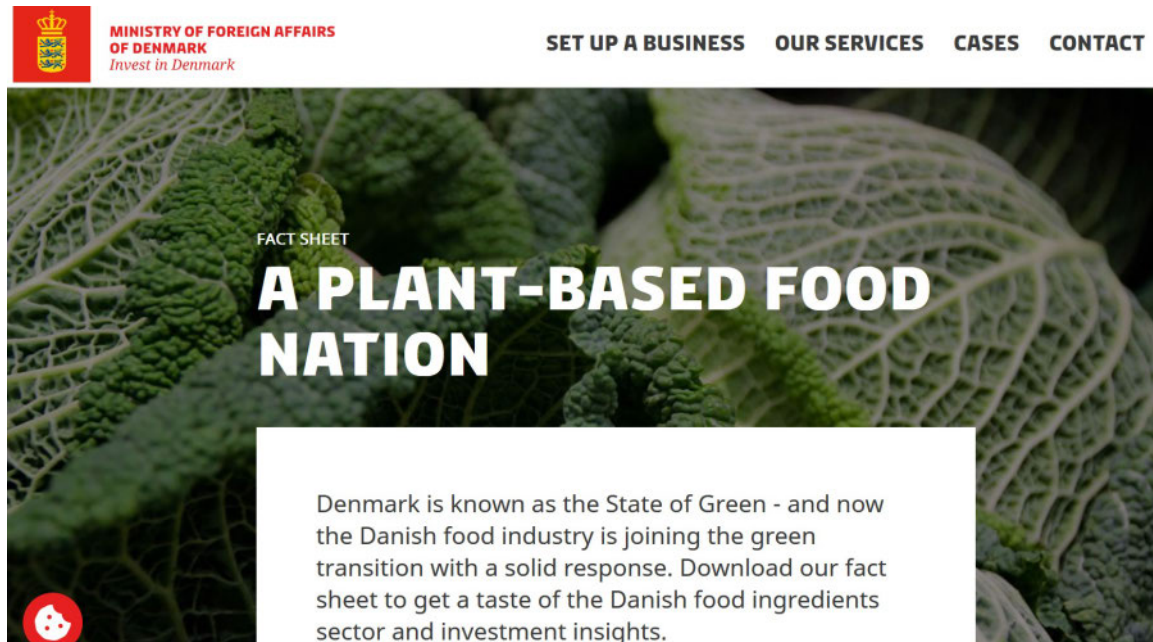 MINISTRY OF FOREIGN AFFAIRS
OF DENMARK
Invest in Denmark
SET UP A BUSINESS OUR SERVICES CASES CONTACT
FACT SHEET
A PLANT-BASED FOOD
NATION
Denmark is known as the State of Green - and now
the Danish food industry is joining the green
transition with a solid response. Download our fact
sheet to get a taste of the Danish food ingredients
sector and investment insights.